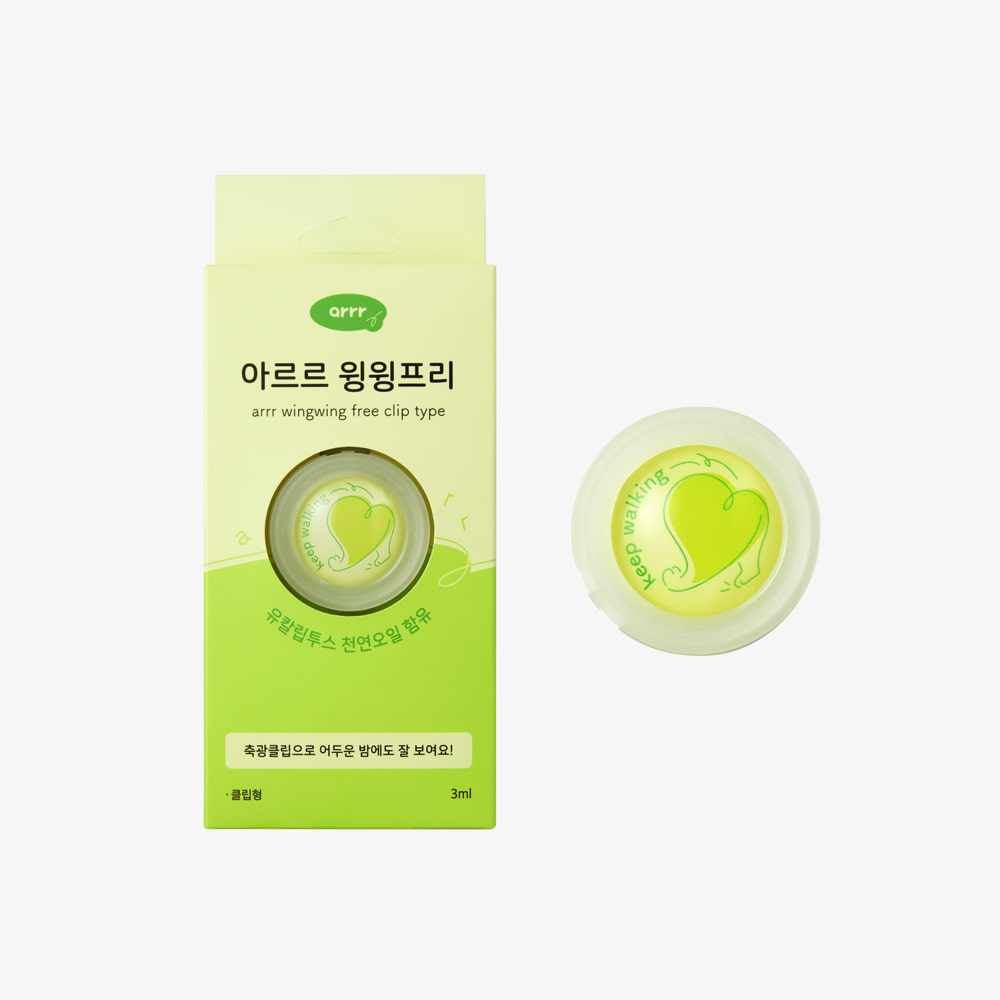 arrr
아르르 윙윙프리
arrr wingwing free clip type
keep walking
a r r
유칼립투스 천연오일 함유
축광클립으로 어두운 밤에도 잘 보여요!
· 클립형
3ml
keep walking